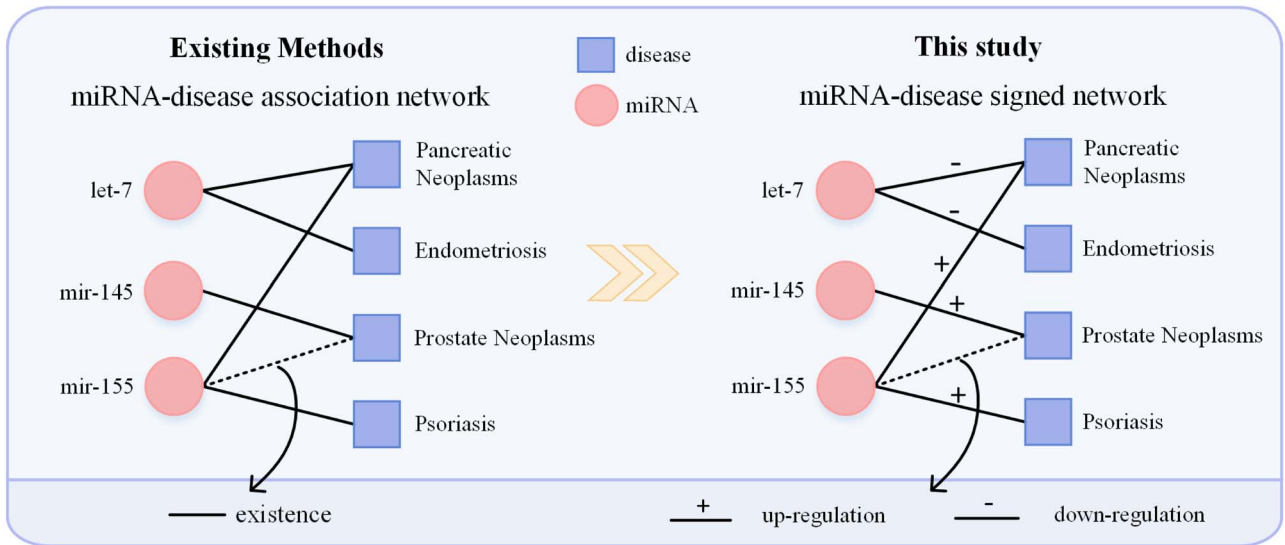 Existing Methods
miRNA-disease association network
let-7
mir-145
mir-155
Pancreatic
Neoplasms
Endometriosis
Prostate Neoplasms
Psoriasis
existence
disease
miRNA
This study
miRNA-disease signed network
let-7
mir-145
mir-155
-
-
+
+
+
Pancreatic
Neoplasms
Endometriosis
Prostate Neoplasms
Psoriasis
+ up-regulation
- down-regulation